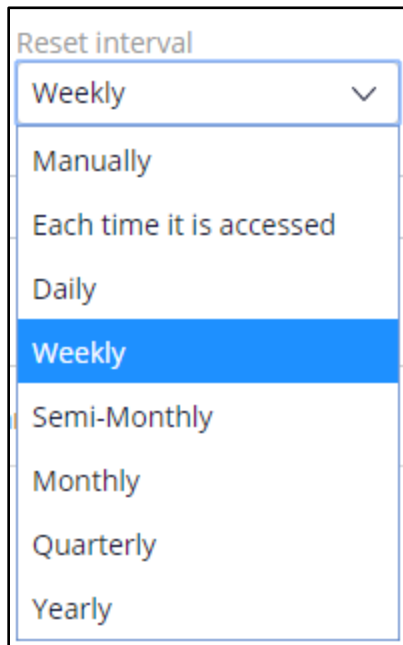 Reset interval
Weekly
Manually
Each time it is accessed
Daily
Weekly
Semi-Monthly
Monthly
Quarterly
Yearly